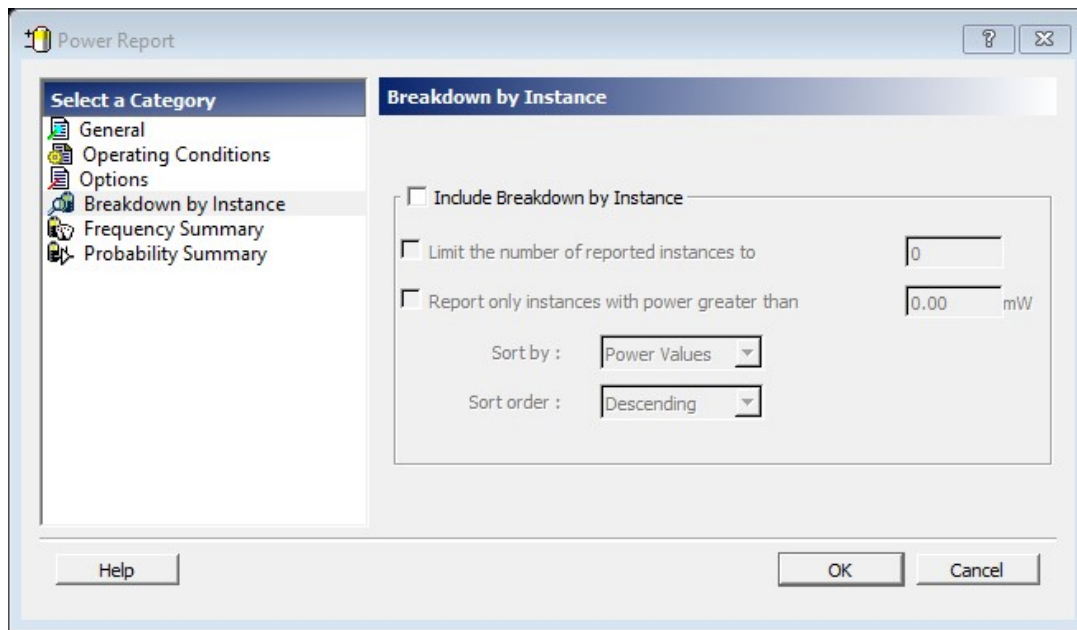 Power Report
Select a Category
General
Operating Conditions
Options
Breakdown by Instance
Frequency Summary
Probability Summary
Breakdown by Instance
Include Breakdown by Instance
Limit the number of reported instances to 0
Report only instances with power greater than 0.00 mW
Sort by : Power Values
Sort order : Descending
Help OK Cancel